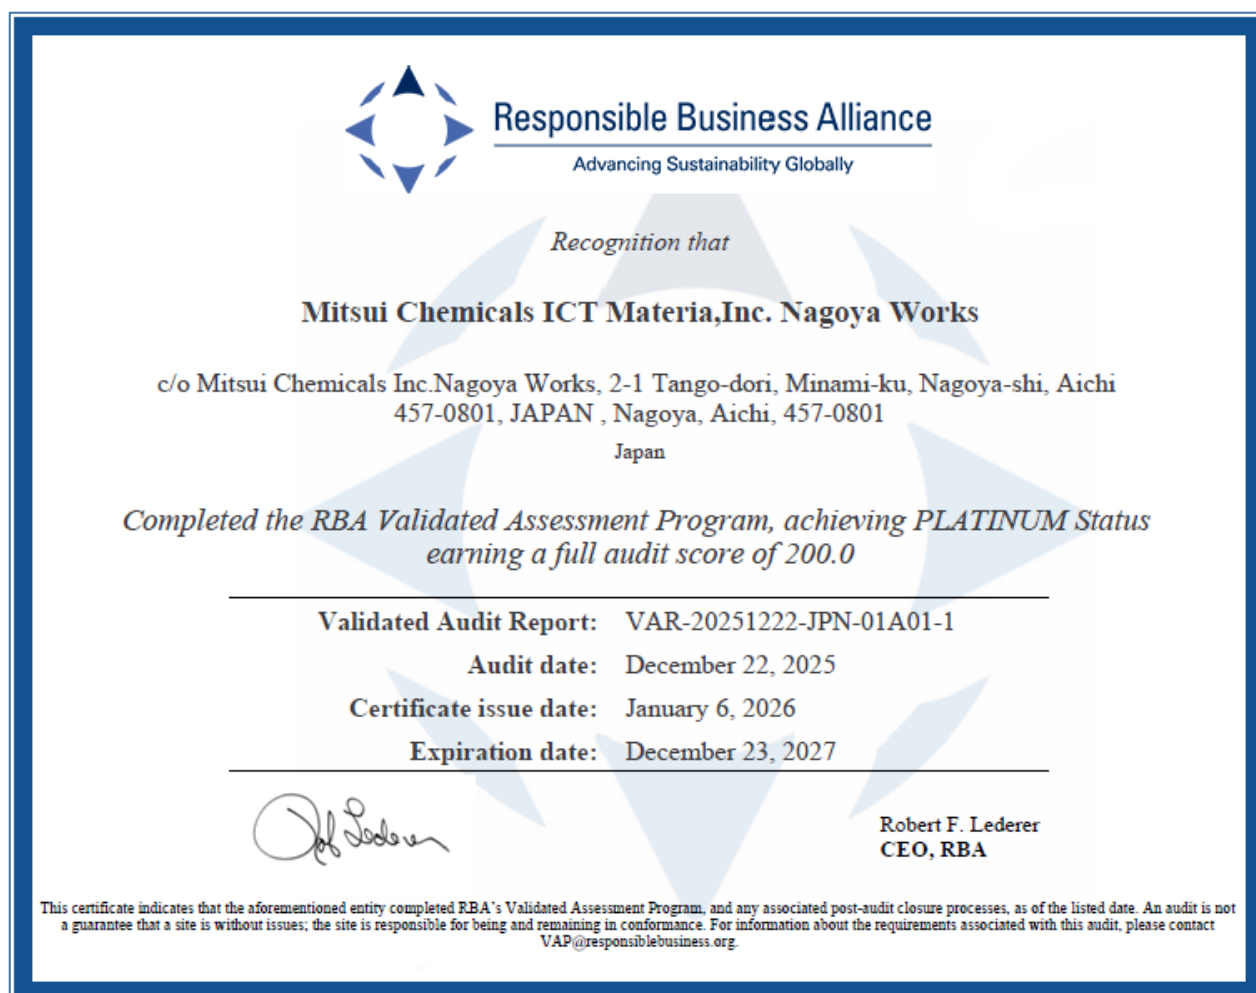 Responsible Business Alliance
Advancing Sustainability Globally
Recognition that
Mitsui Chemicals ICT Materia,Inc. Nagoya Works
c/o Mitsui Chemicals Inc.Nagoya Works, 2-1 Tango-dori, Minami-ku, Nagoya-shi, Aichi
457-0801, JAPAN , Nagoya, Aichi, 457-0801
Japan
Completed the RBA Validated Assessment Program, achieving PLATINUM Status
earning a full audit score of 200.0
Validated Audit Report: VAR-20251222-JPN-01A01-1
Audit date: December 22, 2025
Certificate issue date: January 6, 2026
Expiration date: December 23, 2027
Rob Lederer
Robert F. Lederer
CEO, RBA
This certificate indicates that the aforementioned entity completed RBA's Validated Assessment Program, and any associated post-audit closure processes, as of the listed date. An audit is not
a guarantee that a site is without issues; the site is responsible for being and remaining in conformance. For information about the requirements associated with this audit, please contact
VAP@responsiblebusiness.org.